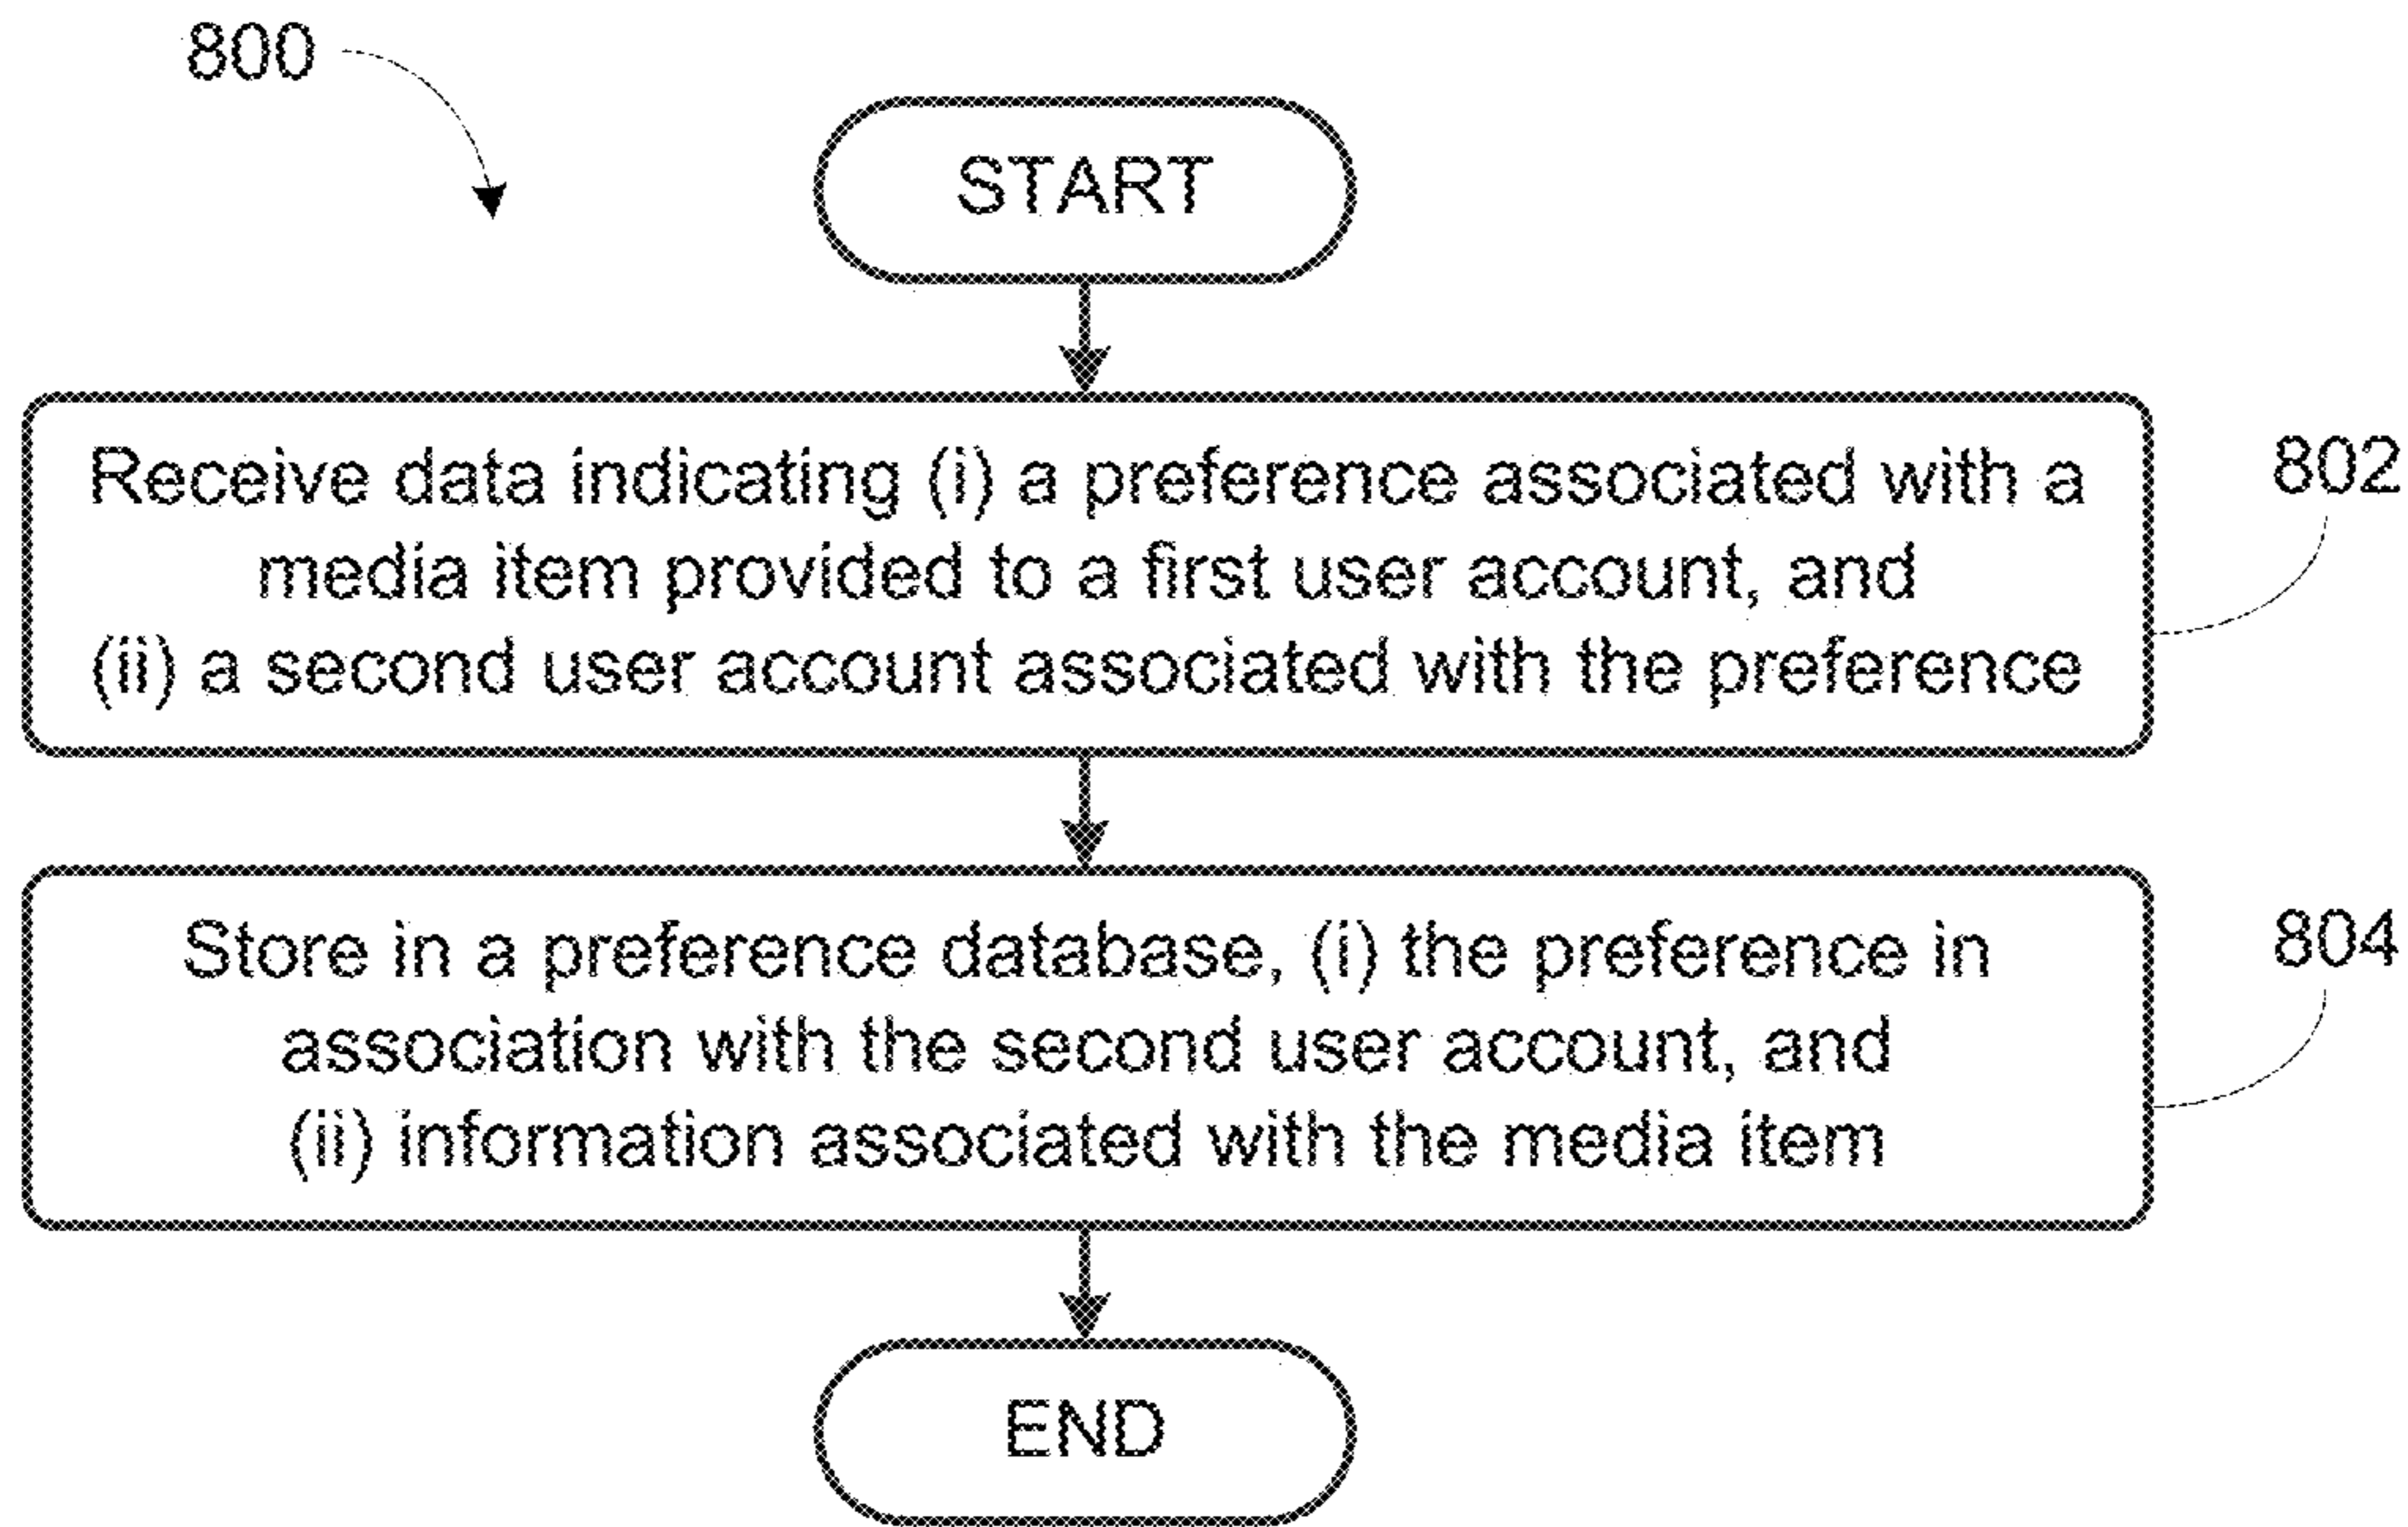 800
START
Receive data indicating (i) a preference associated with a
media item provided to a first user account, and
(ii) a second user account associated with the preference
802
Store in a preference database, (i) the preference in
association with the second user account, and
(ii) information associated with the media item
804
END